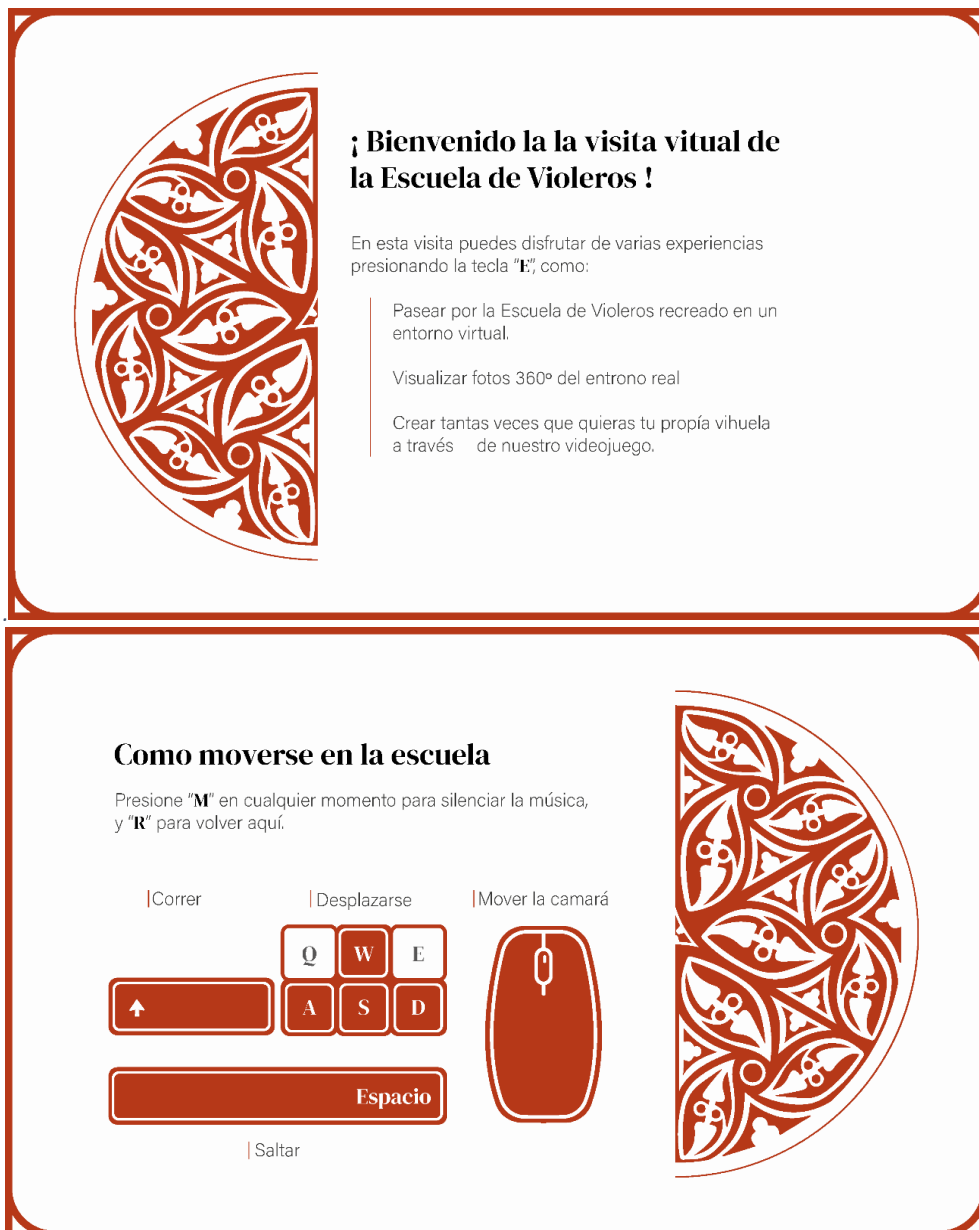 ¡ Bienvenido la la visita vitual de
la Escuela de Violeros !
En esta visita puedes disfrutar de varias experiencias
presionando la tecla "E", como:
Pasear por la Escuela de Violeros recreado en un
entorno virtual.
Visualizar fotos 360º del entrono real
Crear tantas veces que quieras tu propía vihuela
a través de nuestro videojuego.
Como moverse en la escuela
Presione "M" en cualquier momento para silenciar la música,
y "R" para volver aquí.
Correr
Desplazarse
Mover la camará
Q W E
A S D
Espacio
Saltar